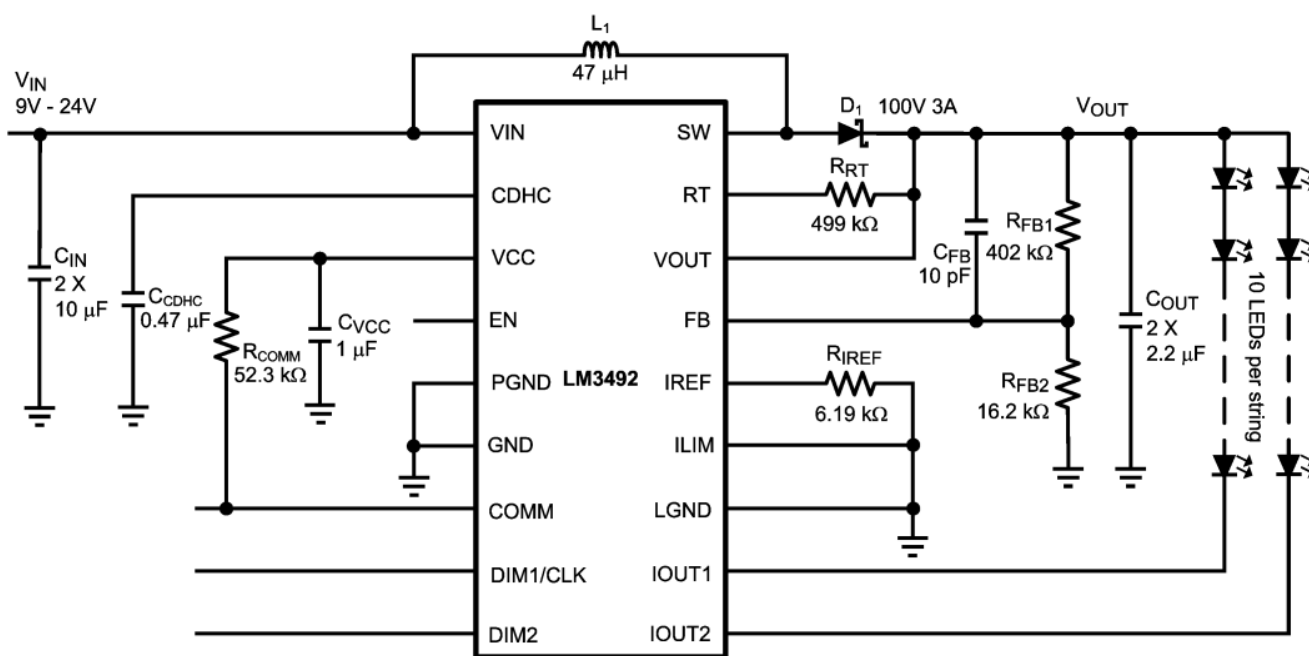 L1
47 μH
VIN
9V - 24V
D1
100V 3A
VOUT
VIN
SW
CDHC
RT
RRT
499 kΩ
VCC
VOUT
CIN
2 X
10 μF
CCDHC
0.47 μF
RCOMM
52.3 kΩ
CVCC
1 μF
EN
FB
CFB
10 pF
RFB1
402 kΩ
COUT
2 X
2.2 μF
10 LEDs per string
PGND
LM3492
IREF
RIREF
6.19 kΩ
RFB2
16.2 kΩ
GND
ILIM
COMM
LGND
DIM1/CLK
IOUT1
DIM2
IOUT2